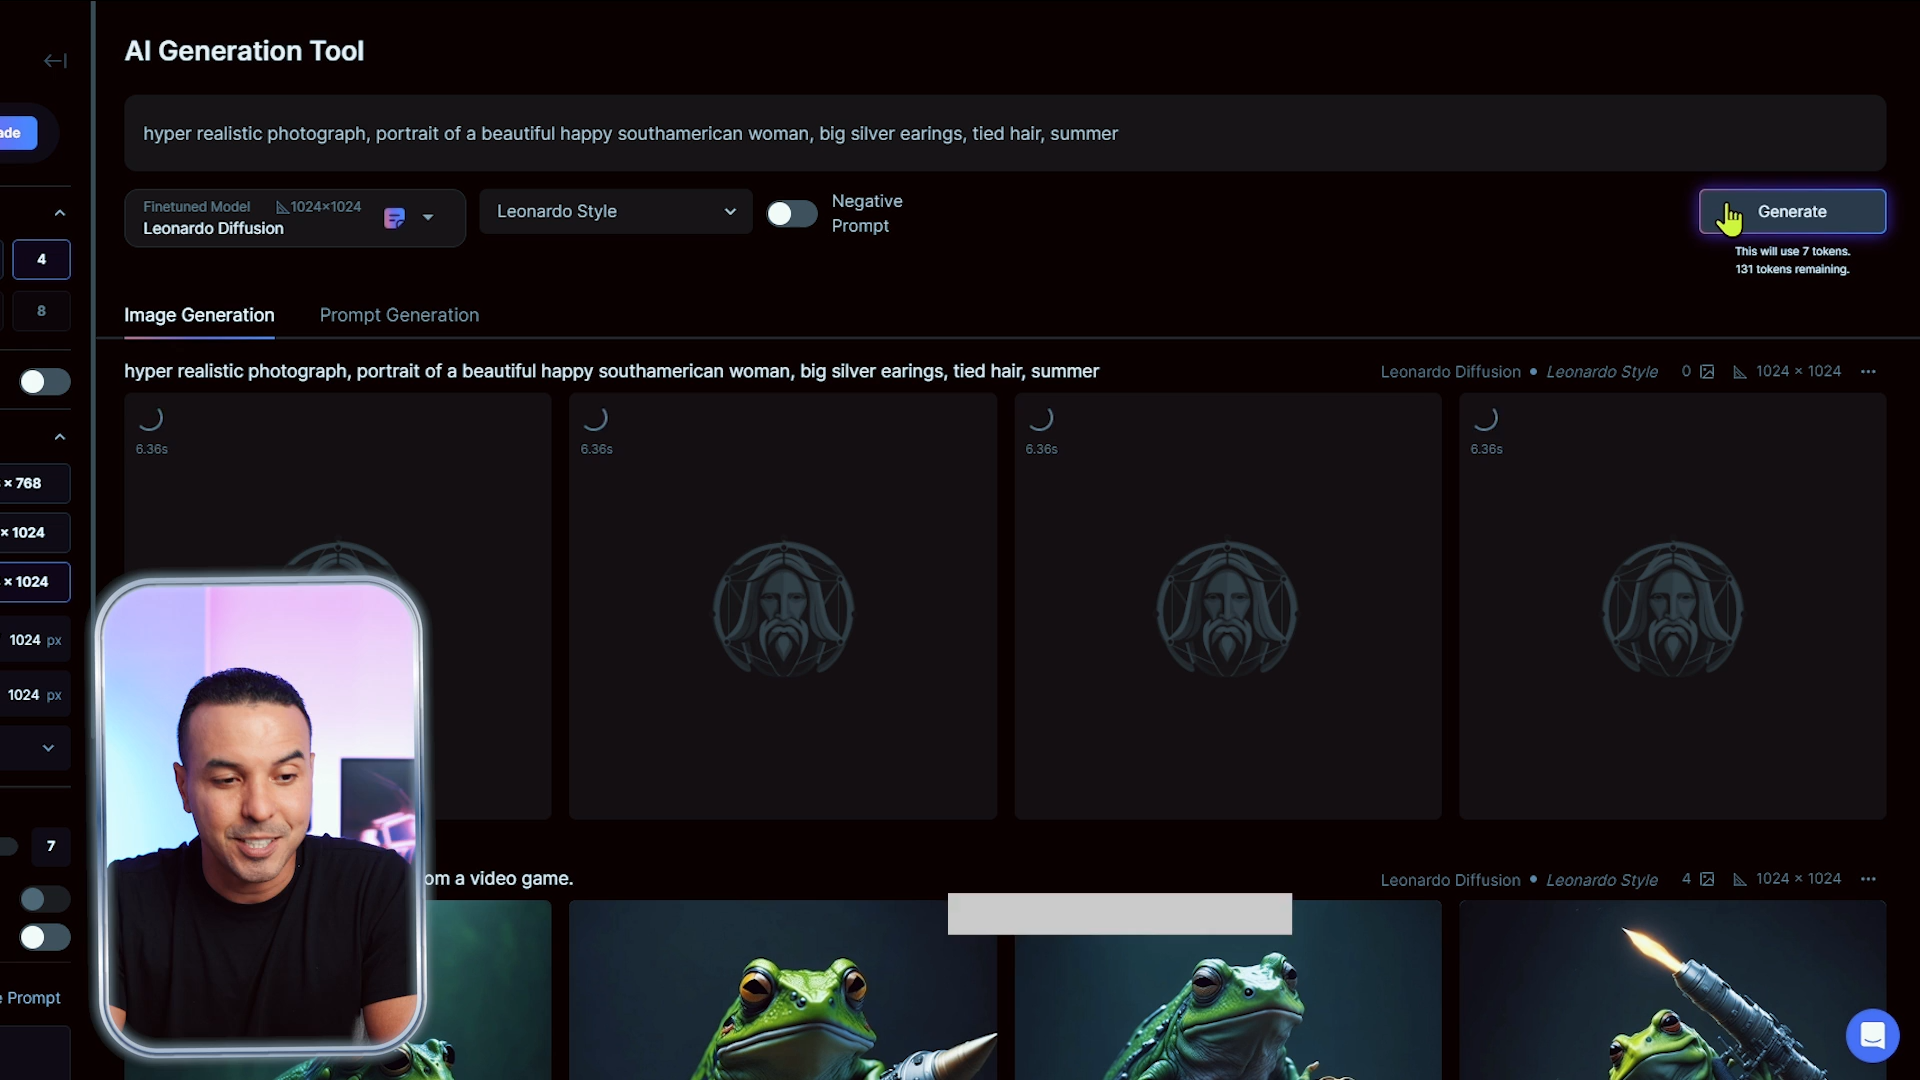 AI Generation Tool
ade
hyper realistic photograph, portrait of a beautiful happy southamerican woman, big silver earings, tied hair, summer
Finetuned Model 1024×1024
Leonardo Diffusion
Leonardo Style
Negative
Prompt
Generate
This will use 7 tokens.
131 tokens remaining.
4
8
Image Generation
Prompt Generation
hyper realistic photograph, portrait of a beautiful happy southamerican woman, big silver earings, tied hair, summer
Leonardo Diffusion • Leonardo Style 0 1024 × 1024 ···
6.36s
6.36s
6.36s
6.36s
× 768
× 1024
× 1024
1024 px
1024 px
7
om a video game.
Leonardo Diffusion • Leonardo Style 4 1024 × 1024 ···
e Prompt